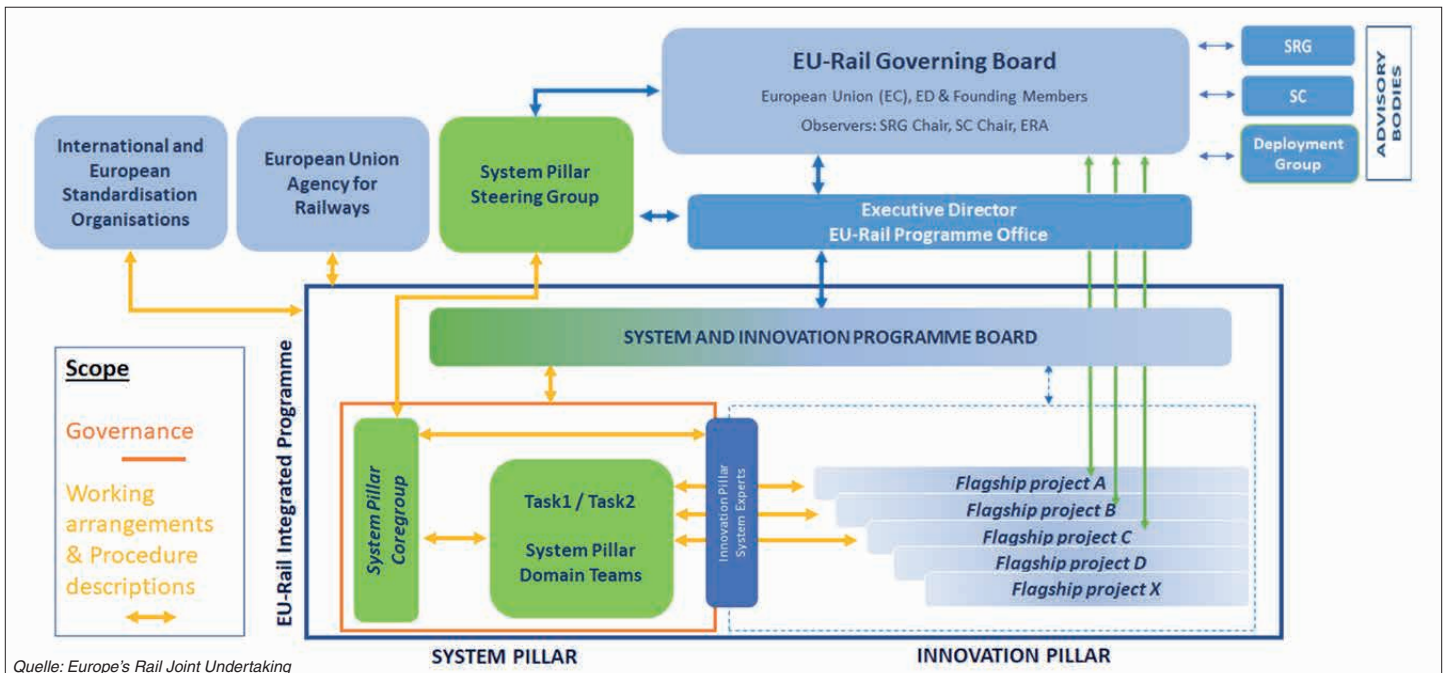 EU-Rail Governing Board
European Union (EC), ED & Founding Members
Observers: SRG Chair, SC Chair, ERA
SRG
SC
Deployment
Group
ADVISORY
BODIES
International and
European
Standardisation
Organisations
European Union
Agency for
Railways
System Pillar
Steering Group
Executive Director
EU-Rail Programme Office
SYSTEM AND INNOVATION PROGRAMME BOARD
Scope
Governance
Working
arrangements
& Procedure
descriptions
EU-Rail Integrated Programme
System Pillar
Coregroup
Task1 / Task2
System Pillar
Domain Teams
Innovation Pillar
System Experts
Flagship project A
Flagship project B
Flagship project C
Flagship project D
Flagship project X
SYSTEM PILLAR
INNOVATION PILLAR
Quelle: Europe's Rail Joint Undertaking